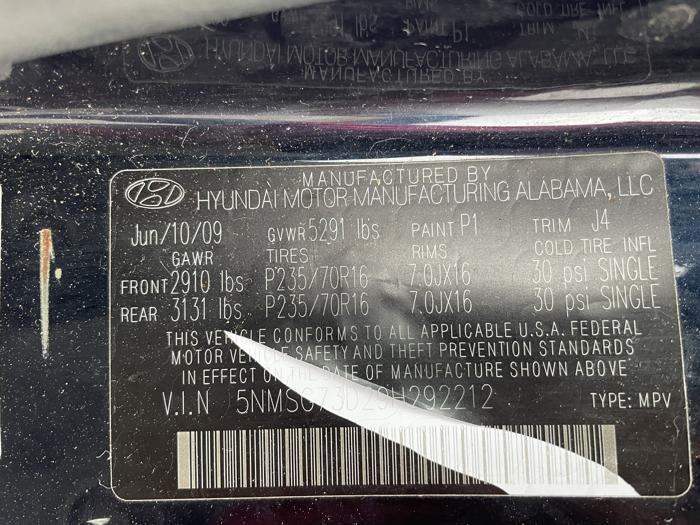 MANUFACTURED BY
HYUNDAI MOTOR MANUFACTURING ALABAMA, LLC
Jun/10/09 GVWR 5291 lbs PAINT P1 TRIM J4
GAWR TIRES RIMS COLD TIRE INFL
FRONT 2910 lbs P235/70R16 7.0JX16 30 psi SINGLE
REAR 3131 lbs. P235/70R16 7.0JX16 30 psi SINGLE
THIS VEHICLE CONFORMS TO ALL APPLICABLE U.S.A. FEDERAL
MOTOR VEHICLE SAFETY AND THEFT PREVENTION STANDARDS
IN EFFECT ON THE DATE OF MANUFACTURE SHOWN ABOVE
V.I.N 5NMSG73D29H292212 TYPE: MPV